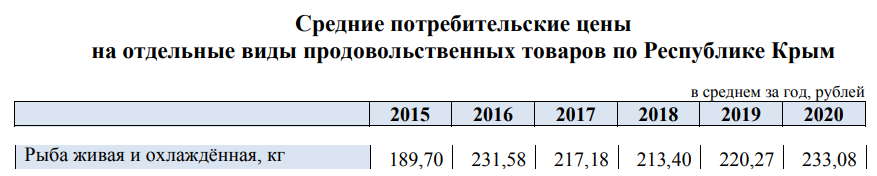 Средние потребительские цены
на отдельные виды продовольственных товаров по Республике Крым
в среднем за год, рублей
2015 2016 2017 2018 2019 2020
Рыба живая и охлаждённая, кг 189,70 231,58 217,18 213,40 220,27 233,08